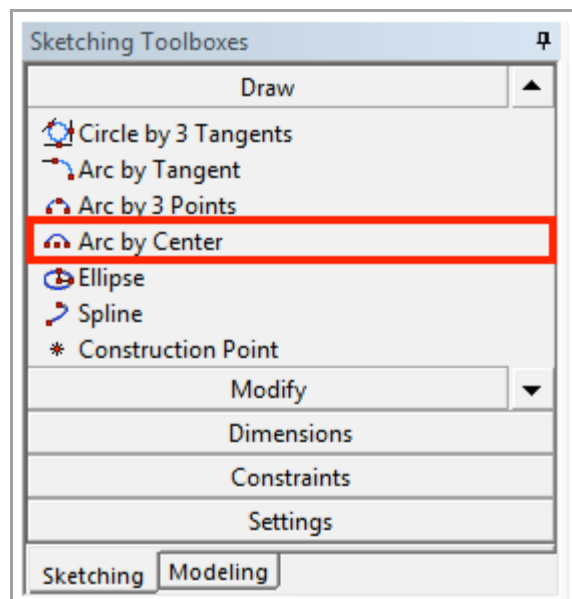 Sketching Toolboxes
Draw
Circle by 3 Tangents
Arc by Tangent
Arc by 3 Points
Arc by Center
Ellipse
Spline
Construction Point
Modify
Dimensions
Constraints
Settings
Sketching Modeling